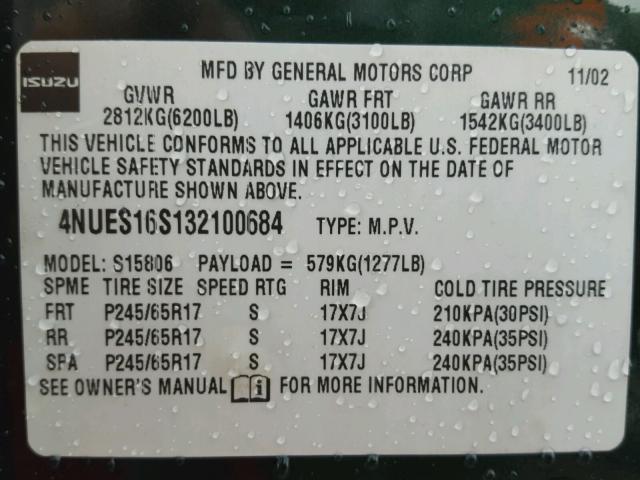 ISUZU
MFD BY GENERAL MOTORS CORP 11/02
GVWR GAWR FRT GAWR RR
2812KG(6200LB) 1406KG(3100LB) 1542KG(3400LB)
THIS VEHICLE CONFORMS TO ALL APPLICABLE U.S. FEDERAL MOTOR
VEHICLE SAFETY STANDARDS IN EFFECT ON THE DATE OF
MANUFACTURE SHOWN ABOVE.
4NUES16S132100684 TYPE: M.P.V.
MODEL: S15806 PAYLOAD = 579KG(1277LB)
SPME TIRE SIZE SPEED RTG RIM COLD TIRE PRESSURE
FRT P245/65R17 S 17X7J 210KPA(30PSI)
RR P245/65R17 S 17X7J 240KPA(35PSI)
SPA P245/65R17 S 17X7J 240KPA(35PSI)
SEE OWNER'S MANUAL i FOR MORE INFORMATION.